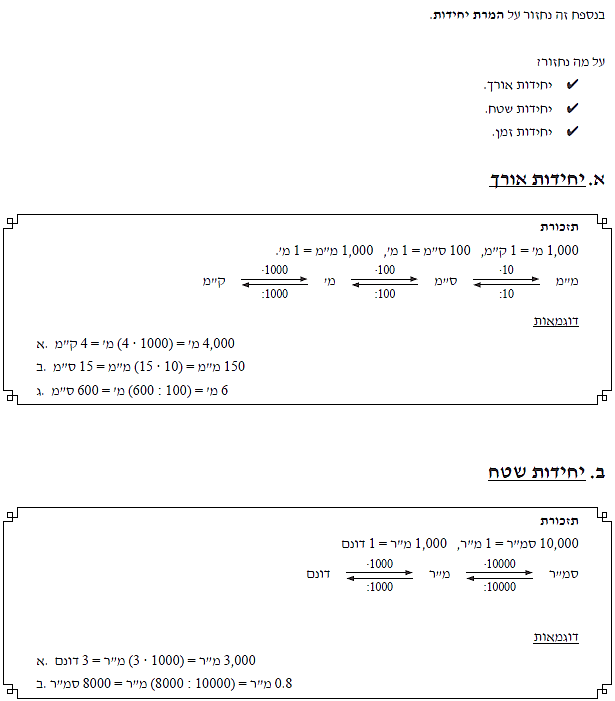 בנספח זה נחזור על המרת יחידות.
על מה נחזור?
✔ יחידות אורך.
✔ יחידות שטח.
✔ יחידות זמן.
א. יחידות אורך
תזכורת
1,000 מ' = 1 ק"מ, 100 ס"מ = 1 מ', 1,000 מ"מ = 1 מ'.
·10 ·100 ·1000
מ"מ ס"מ מ' ק"מ
:10 :100 :1000
דוגמאות
א. 4,000 מ' = (4 · 1000) מ' = 4 ק"מ
ב. 150 מ"מ = (15 · 10) מ"מ = 15 ס"מ
ג. 6 מ' = (600 : 100) מ' = 600 ס"מ
ב. יחידות שטח
תזכורת
10,000 סמ"ר = 1 מ"ר, 1,000 מ"ר = 1 דונם
·10000 ·1000
סמ"ר מ"ר דונם
:10000 :1000
דוגמאות
א. 3,000 מ"ר = (3 · 1000) מ"ר = 3 דונם
ב. 0.8 מ"ר = (8000 : 10000) מ"ר = 8000 סמ"ר